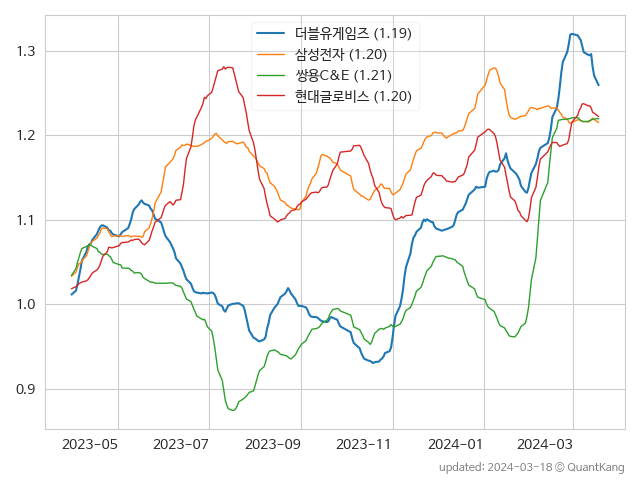 더블유게임즈 (1.19)
삼성전자 (1.20)
쌍용C&E (1.21)
현대글로비스 (1.20)
1.3
1.2
1.1
1.0
0.9
2023-05 2023-07 2023-09 2023-11 2024-01 2024-03
updated: 2024-03-18 © QuantKang